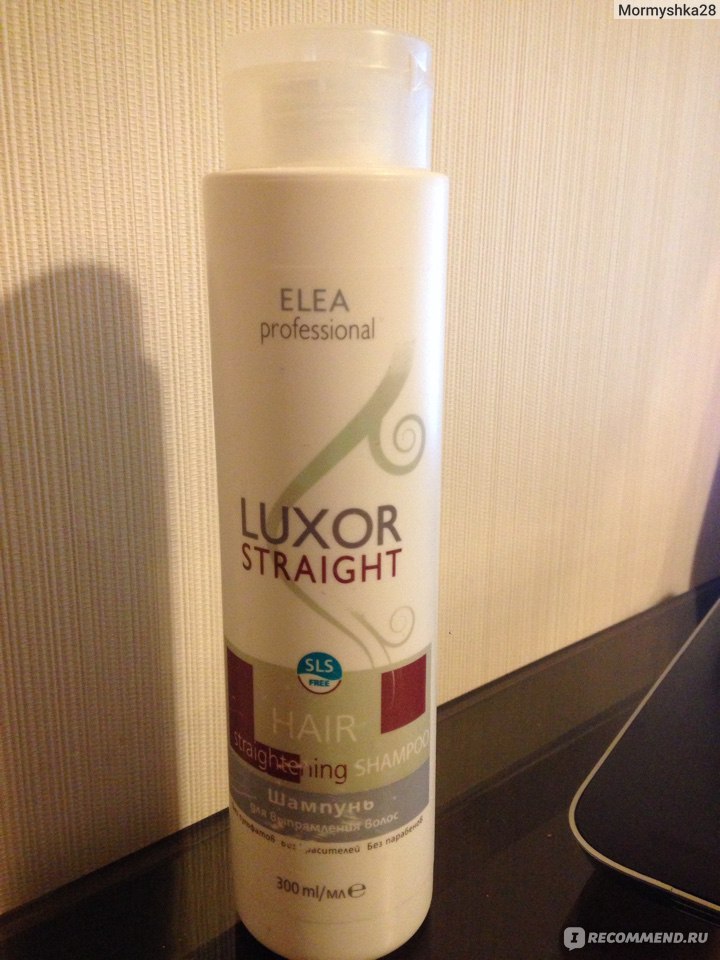 Mormyshka28
ELEA
professional
LUXOR
STRAIGHT
SLS
FREE
HAIR
straightening SHAMPOO
Шампунь
для выпрямления волос
Без парабенов
300 ml/мл e
IRECOMMEND.RU